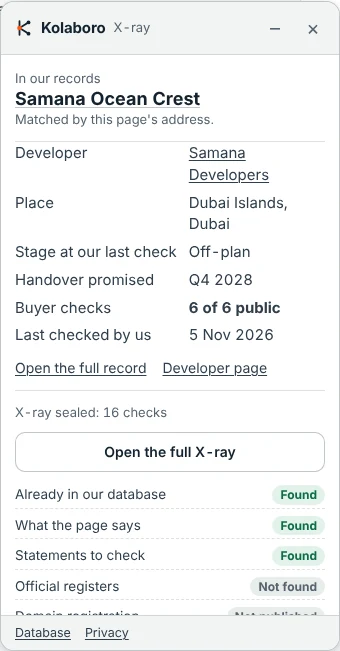 Kolaboro X-ray
In our records
Samana Ocean Crest
Matched by this page's address.
Developer Samana
Developers
Place Dubai Islands,
Dubai
Stage at our last check Off-plan
Handover promised Q4 2028
Buyer checks 6 of 6 public
Last checked by us 5 Nov 2026
Open the full record Developer page
X-ray sealed: 16 checks
Open the full X-ray
Already in our database Found
What the page says Found
Statements to check Found
Official registers Not found
Domain registration Not published
Database Privacy